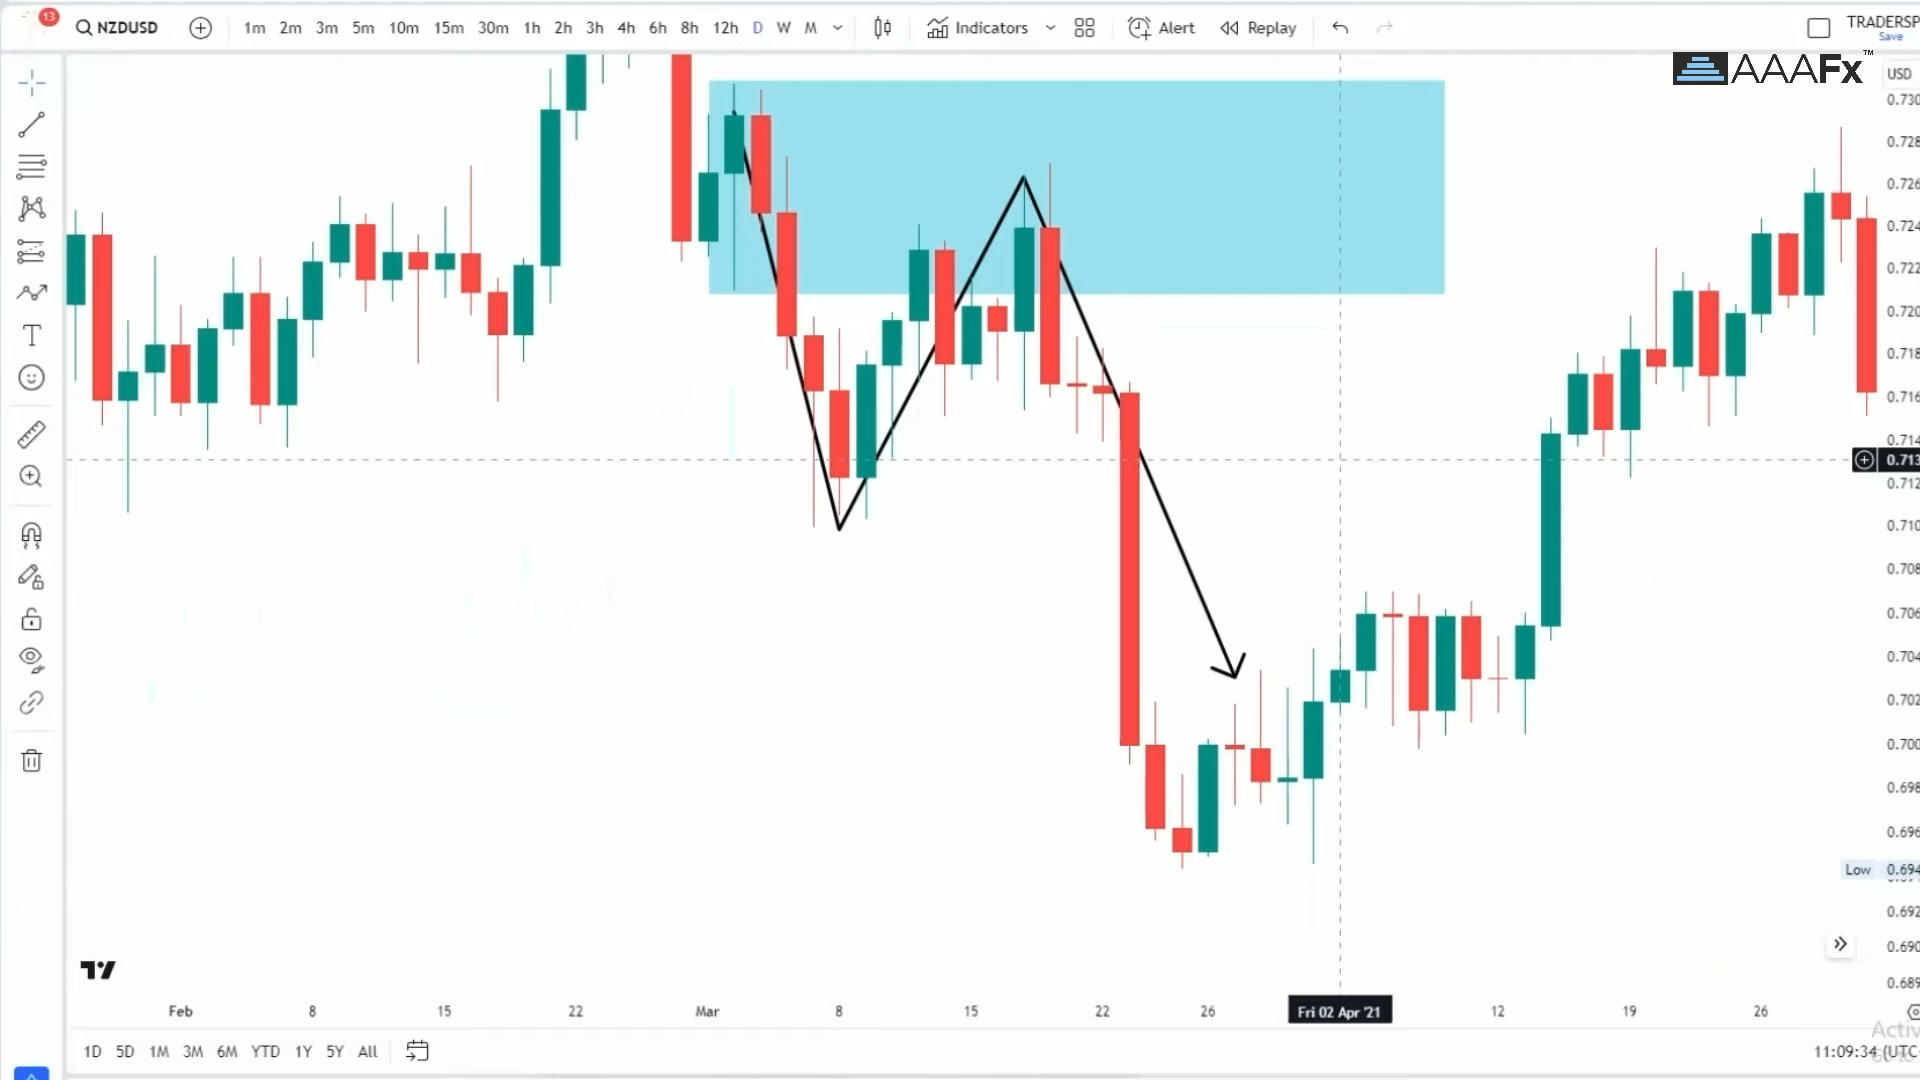 13
NZDUSD 1m 2m 3m 5m 10m 15m 30m 1h 2h 3h 4h 6h 8h 12h D W M Indicators Alert Replay TRADERSP
Save
AAAFx™
USD
0.730
0.728
0.726
0.724
0.722
0.720
0.718
0.716
0.714
0.713
0.712
0.710
0.708
0.706
0.704
0.702
0.700
0.698
0.696
Low 0.694
0.692
0.690
0.689
Feb 8 15 22 Mar 8 15 22 26 Fri 02 Apr '21 12 19 26
1D 5D 1M 3M 6M YTD 1Y 5Y All
Activ
11:09:34 (UTC-